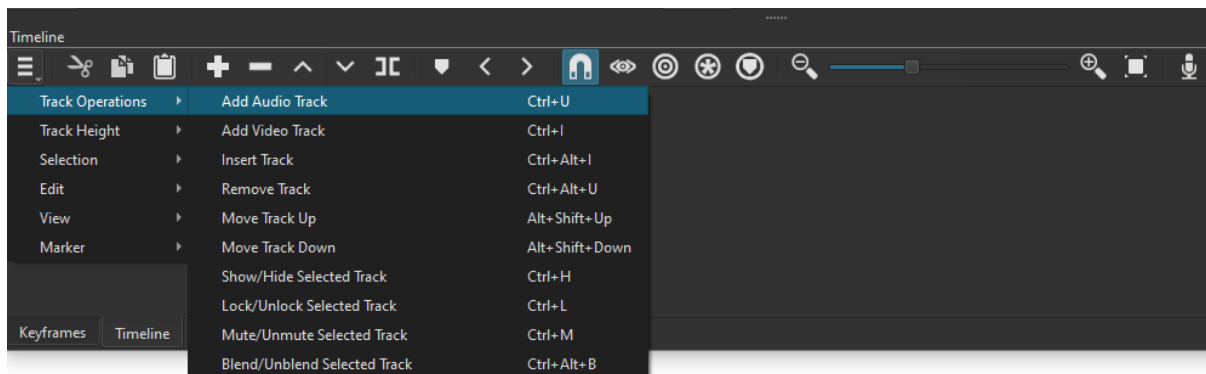 Timeline
Track Operations Add Audio Track Ctrl+U
Track Height Add Video Track Ctrl+I
Selection Insert Track Ctrl+Alt+I
Edit Remove Track Ctrl+Alt+U
View Move Track Up Alt+Shift+Up
Marker Move Track Down Alt+Shift+Down
Show/Hide Selected Track Ctrl+H
Lock/Unlock Selected Track Ctrl+L
Keyframes Timeline Mute/Unmute Selected Track Ctrl+M
Blend/Unblend Selected Track Ctrl+Alt+B